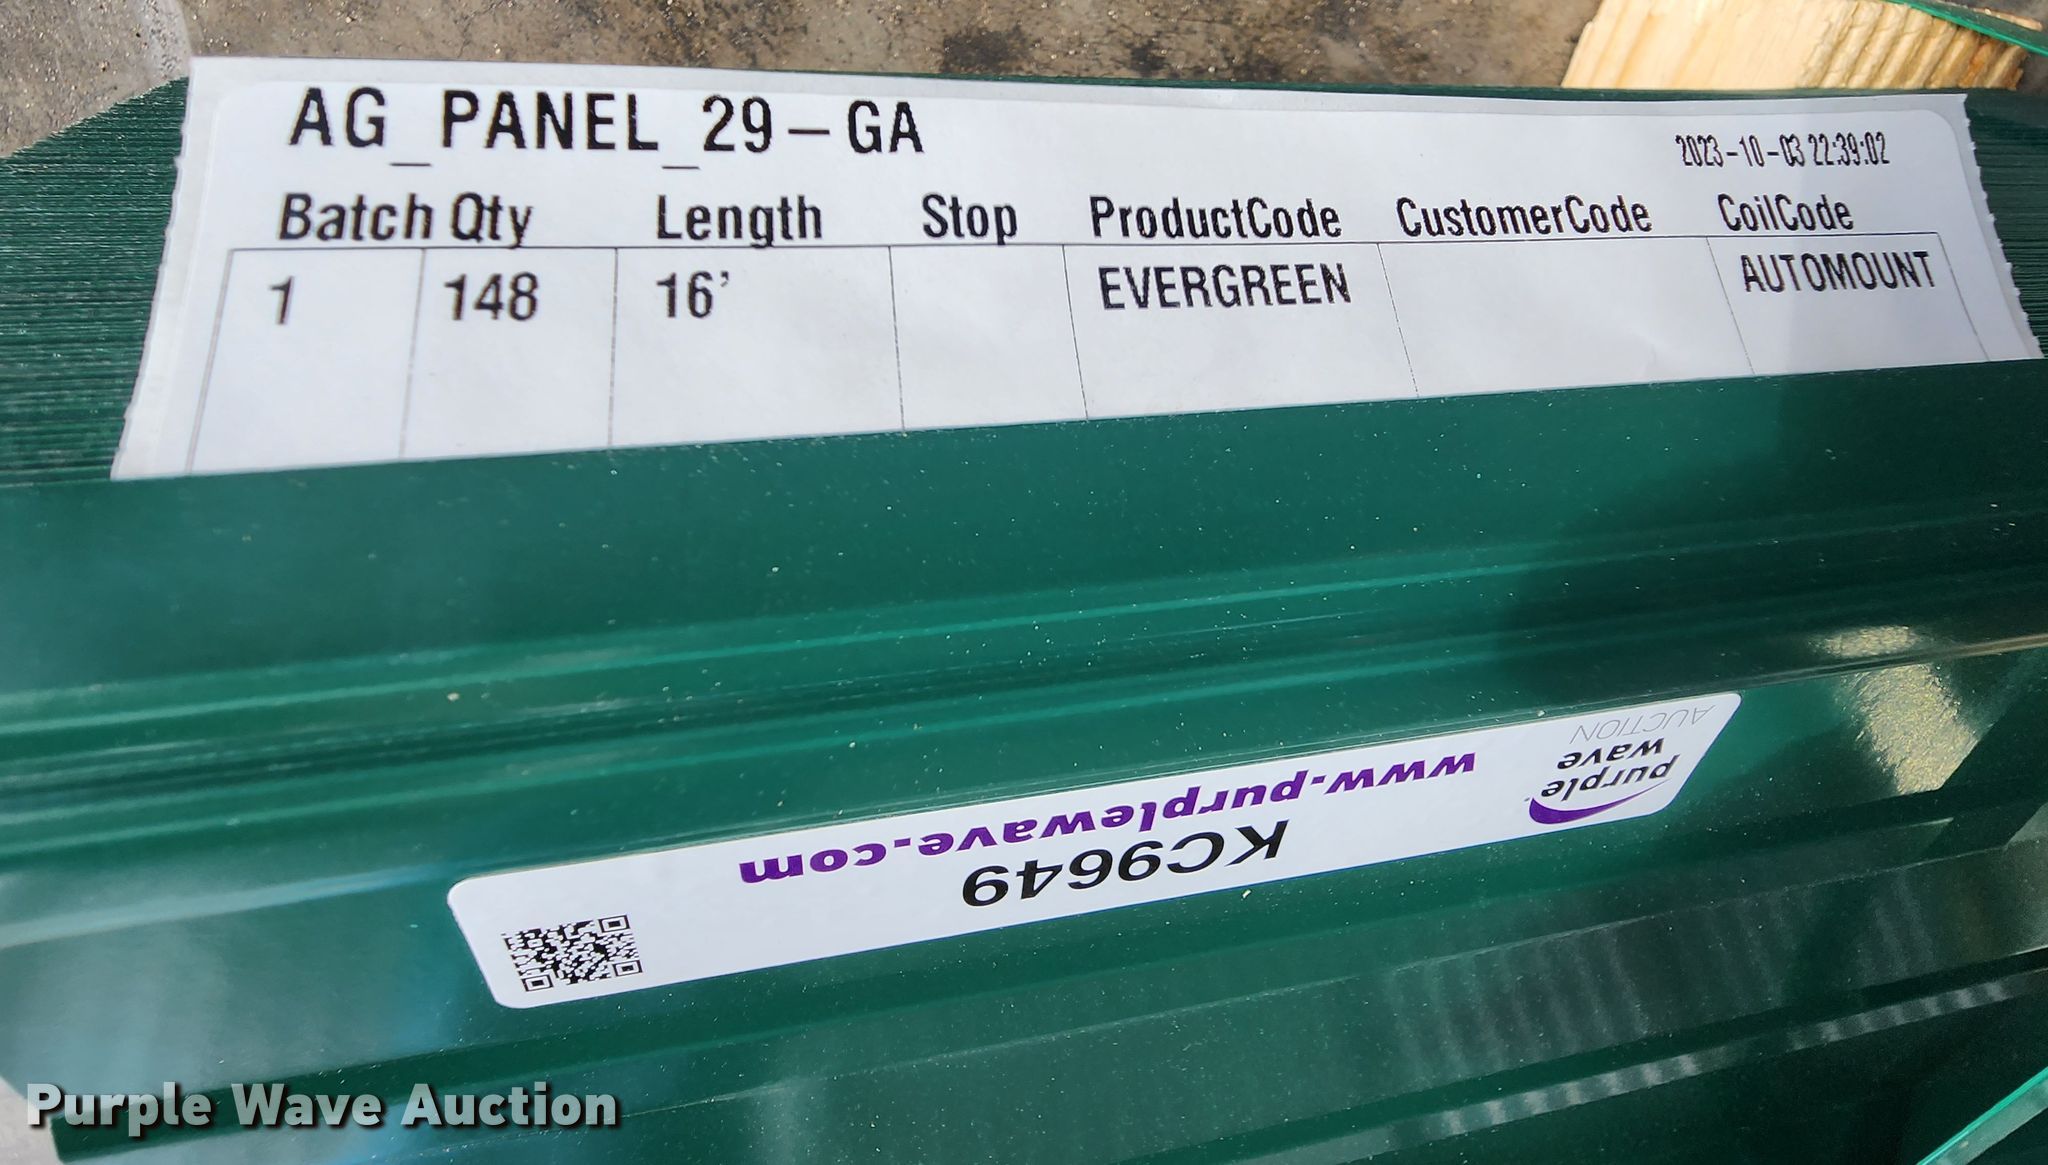 AG_PANEL_29-GA
2023-10-03 22:39:02
Batch Qty Length Stop ProductCode CustomerCode CoilCode
1 148 16' EVERGREEN AUTOMOUNT
purple
wave
AUCTION
www.purplewave.com
KC9649
Purple Wave Auction